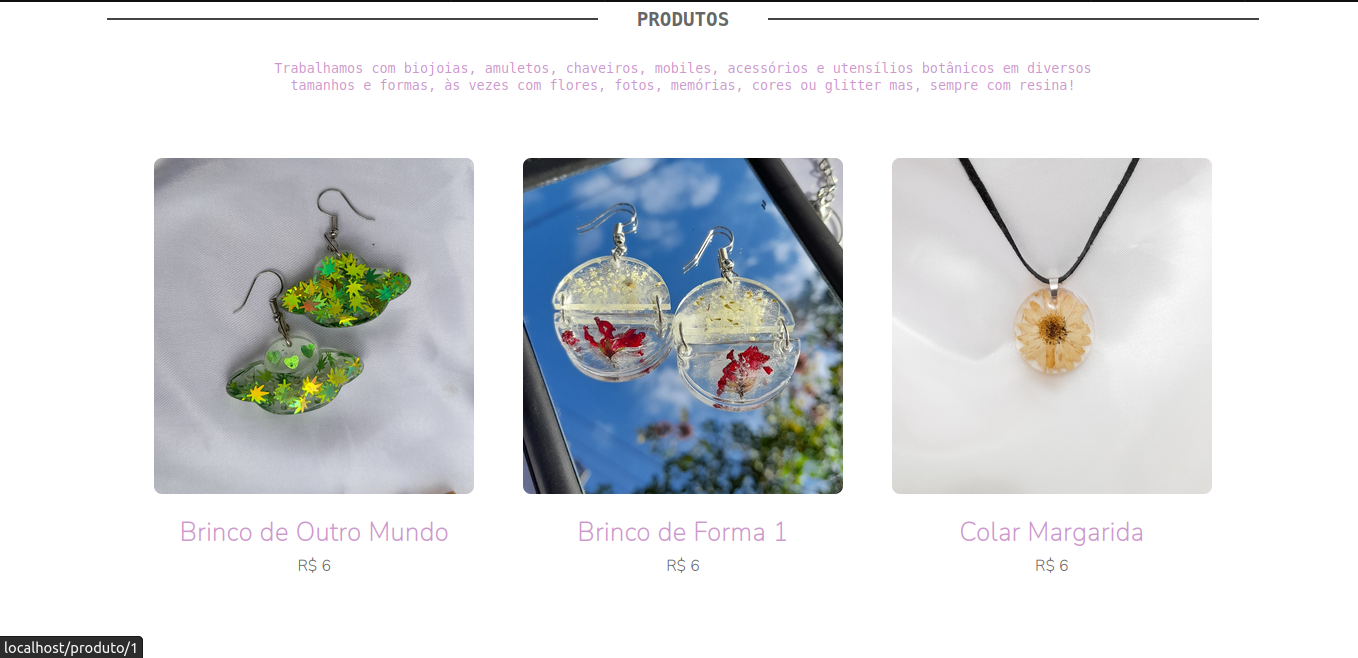 PRODUTOS
Trabalhamos com biojoias, amuletos, chaveiros, mobiles, acessórios e utensílios botânicos em diversos
tamanhos e formas, às vezes com flores, fotos, memórias, cores ou glitter mas, sempre com resina!
Brinco de Outro Mundo
Brinco de Forma 1
Colar Margarida
R$ 6
R$ 6
R$ 6
localhost/produto/1